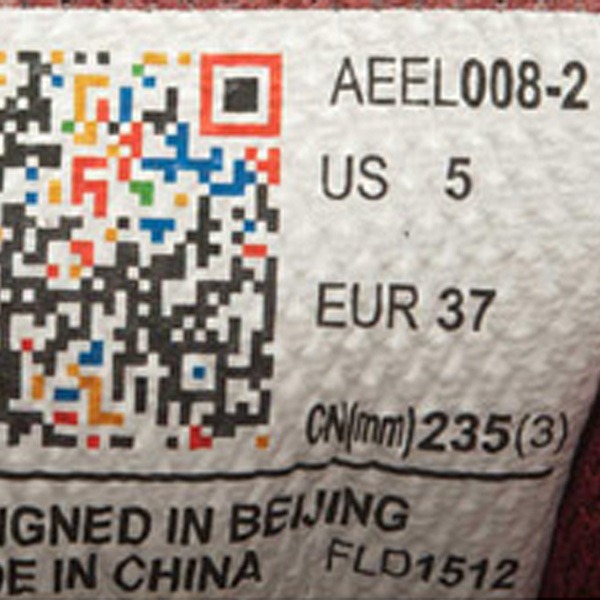 AEEL008-2
US 5
EUR 37
CN(mm)235(3)
IGNED IN BEIJING
DE IN CHINA FLD1512